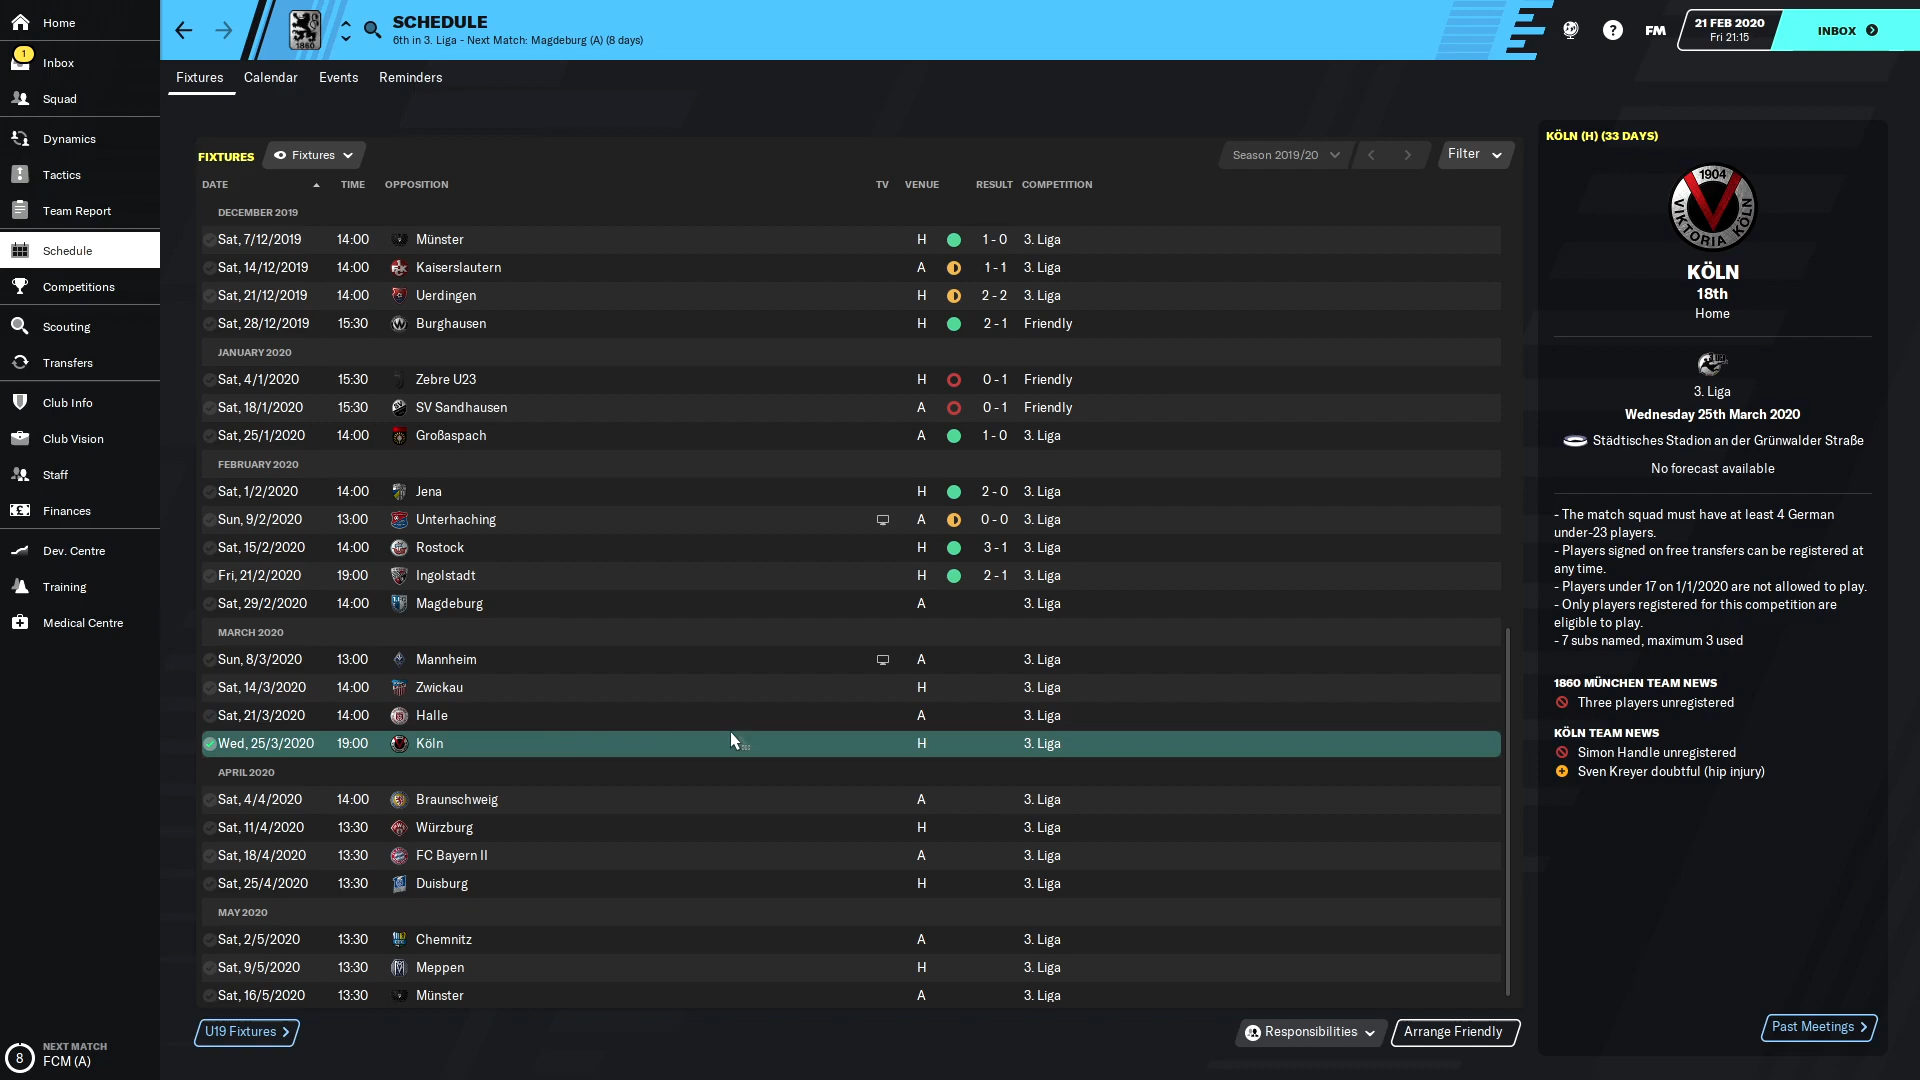 Home
1
Inbox
Squad
Dynamics
Tactics
Team Report
Schedule
Competitions
Scouting
Transfers
Club Info
Club Vision
Staff
Finances
Dev. Centre
Training
Medical Centre
8
NEXT MATCH
FCM (A)
1860
SCHEDULE
6th in 3. Liga - Next Match: Magdeburg (A) (8 days)
FM
21 FEB 2020
Fri 21:15
INBOX
Fixtures Calendar Events Reminders
FIXTURES Fixtures Season 2019/20 Filter
DATE TIME OPPOSITION TV VENUE RESULT COMPETITION
DECEMBER 2019
Sat, 7/12/2019 14:00 Münster H 1 - 0 3. Liga
Sat, 14/12/2019 14:00 Kaiserslautern A 1 - 1 3. Liga
Sat, 21/12/2019 14:00 Uerdingen H 2 - 2 3. Liga
Sat, 28/12/2019 15:30 Burghausen H 2 - 1 Friendly
JANUARY 2020
Sat, 4/1/2020 15:30 Zebre U23 H 0 - 1 Friendly
Sat, 18/1/2020 15:30 SV Sandhausen A 0 - 1 Friendly
Sat, 25/1/2020 14:00 Großaspach A 1 - 0 3. Liga
FEBRUARY 2020
Sat, 1/2/2020 14:00 Jena H 2 - 0 3. Liga
Sun, 9/2/2020 13:00 Unterhaching A 0 - 0 3. Liga
Sat, 15/2/2020 14:00 Rostock H 3 - 1 3. Liga
Fri, 21/2/2020 19:00 Ingolstadt H 2 - 1 3. Liga
Sat, 29/2/2020 14:00 Magdeburg A 3. Liga
MARCH 2020
Sun, 8/3/2020 13:00 Mannheim A 3. Liga
Sat, 14/3/2020 14:00 Zwickau H 3. Liga
Sat, 21/3/2020 14:00 Halle A 3. Liga
Wed, 25/3/2020 19:00 Köln H 3. Liga
APRIL 2020
Sat, 4/4/2020 14:00 Braunschweig A 3. Liga
Sat, 11/4/2020 13:30 Würzburg H 3. Liga
Sat, 18/4/2020 13:30 FC Bayern II A 3. Liga
Sat, 25/4/2020 13:30 Duisburg H 3. Liga
MAY 2020
Sat, 2/5/2020 13:30 Chemnitz A 3. Liga
Sat, 9/5/2020 13:30 Meppen H 3. Liga
Sat, 16/5/2020 13:30 Münster A 3. Liga
U19 Fixtures Responsibilities Arrange Friendly
KÖLN (H) (33 DAYS)
1904
VIKTORIA KÖLN
KÖLN
18th
Home
3. Liga
Wednesday 25th March 2020
Städtisches Stadion an der Grünwalder Straße
No forecast available
- The match squad must have at least 4 German
under-23 players.
- Players signed on free transfers can be registered at
any time.
- Players under 17 on 1/1/2020 are not allowed to play.
- Only players registered for this competition are
eligible to play.
- 7 subs named, maximum 3 used
1860 MÜNCHEN TEAM NEWS
Three players unregistered
KÖLN TEAM NEWS
Simon Handle unregistered
Sven Kreyer doubtful (hip injury)
Past Meetings